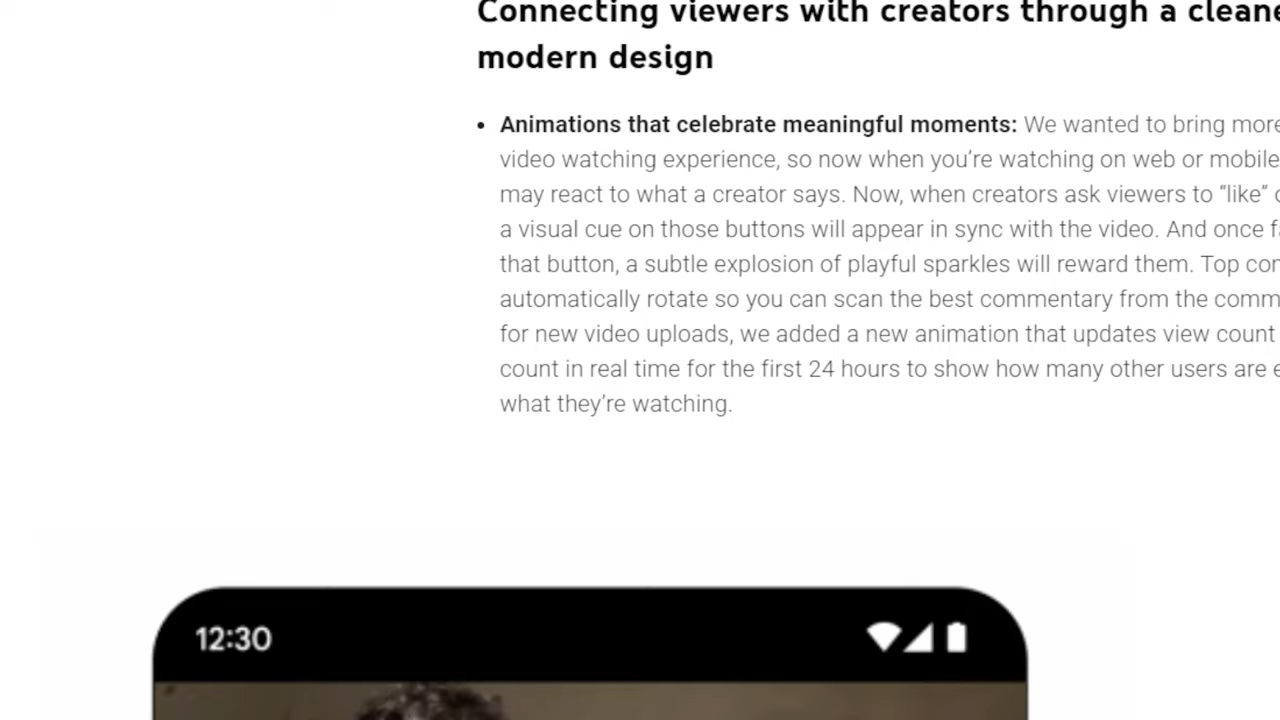 Connecting viewers with creators through a
modern design
• Animations that celebrate meaningful moments: We wanted to bring more
video watching experience, so now when you’re watching on web or mobile
may react to what a creator says. Now, when creators ask viewers to “like”
a visual cue on those buttons will appear in sync with the video. And once
that button, a subtle explosion of playful sparkles will reward them. Top
automatically rotate so you can scan the best commentary from the
for new video uploads, we added a new animation that updates view count
count in real time for the first 24 hours to show how many other users are
what they’re watching.
12:30